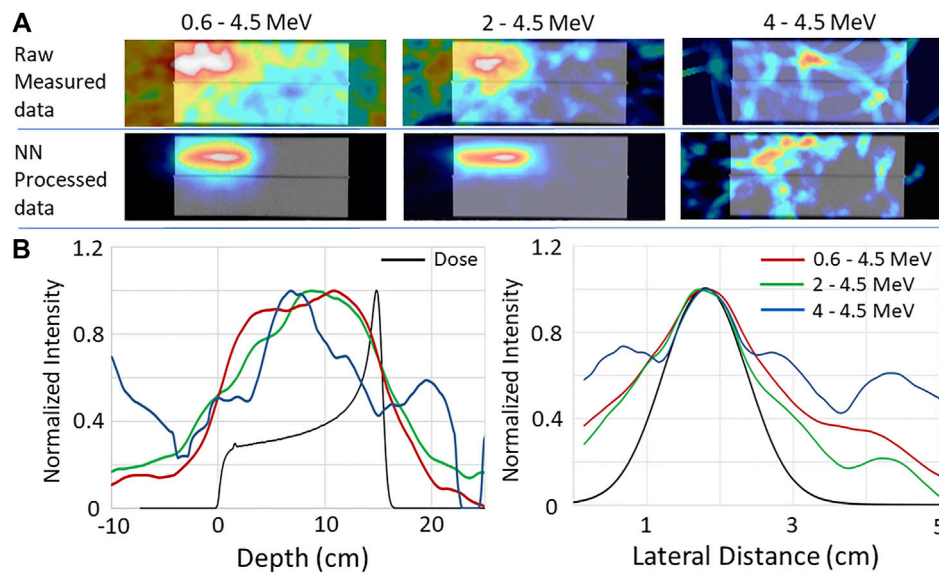 A
0.6 - 4.5 MeV 2 - 4.5 MeV 4 - 4.5 MeV
Raw
Measured
data
NN
Processed
data
B
1.2
0.8
0.4
0
-10 0 10 20
Normalized Intensity
Depth (cm)
Dose
1.2
0.8
0.4
0
1 3 5
Normalized Intensity
Lateral Distance (cm)
0.6 - 4.5 MeV
2 - 4.5 MeV
4 - 4.5 MeV